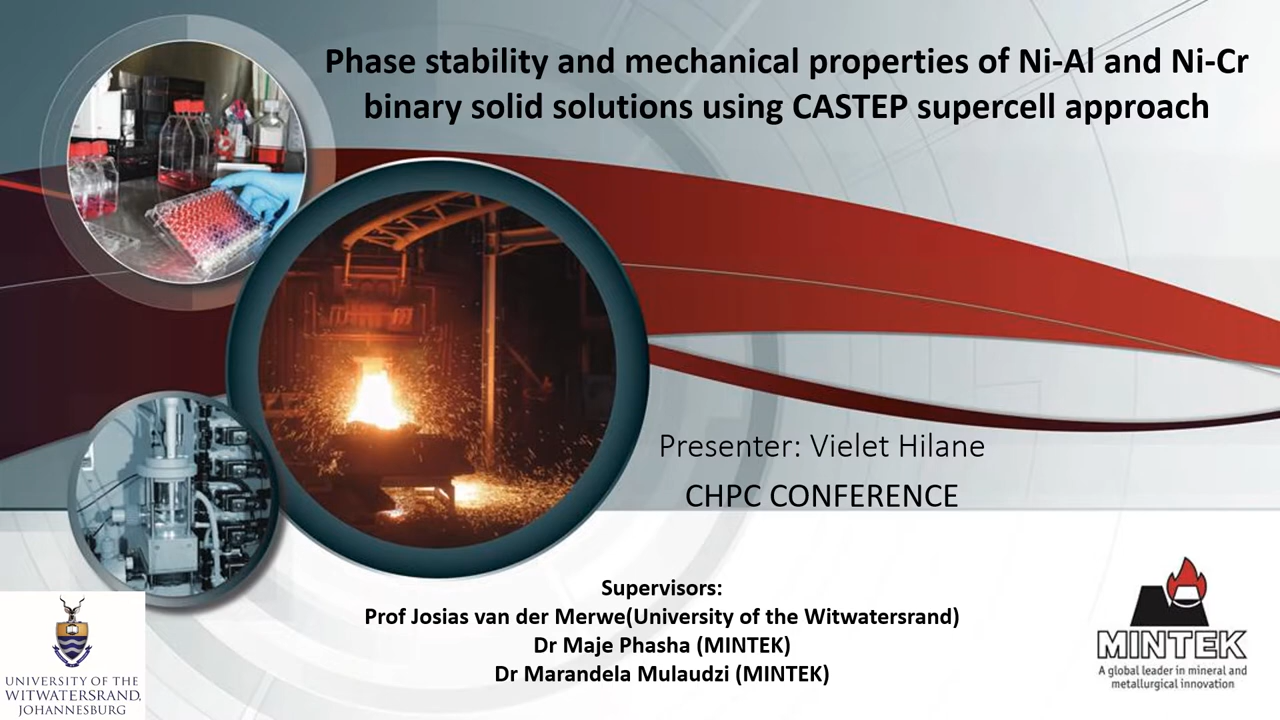 Phase stability and mechanical properties of Ni-Al and Ni-Cr
binary solid solutions using CASTEP supercell approach
Presenter: Vielet Hilane
CHPC CONFERENCE
Supervisors:
Prof Josias van der Merwe(University of the Witwatersrand)
Dr Maje Phasha (MINTEK)
Dr Marandela Mulaudzi (MINTEK)
UNIVERSITY OF THE
WITWATERSRAND,
JOHANNESBURG
MINTEK
A global leader in mineral and
metallurgical innovation